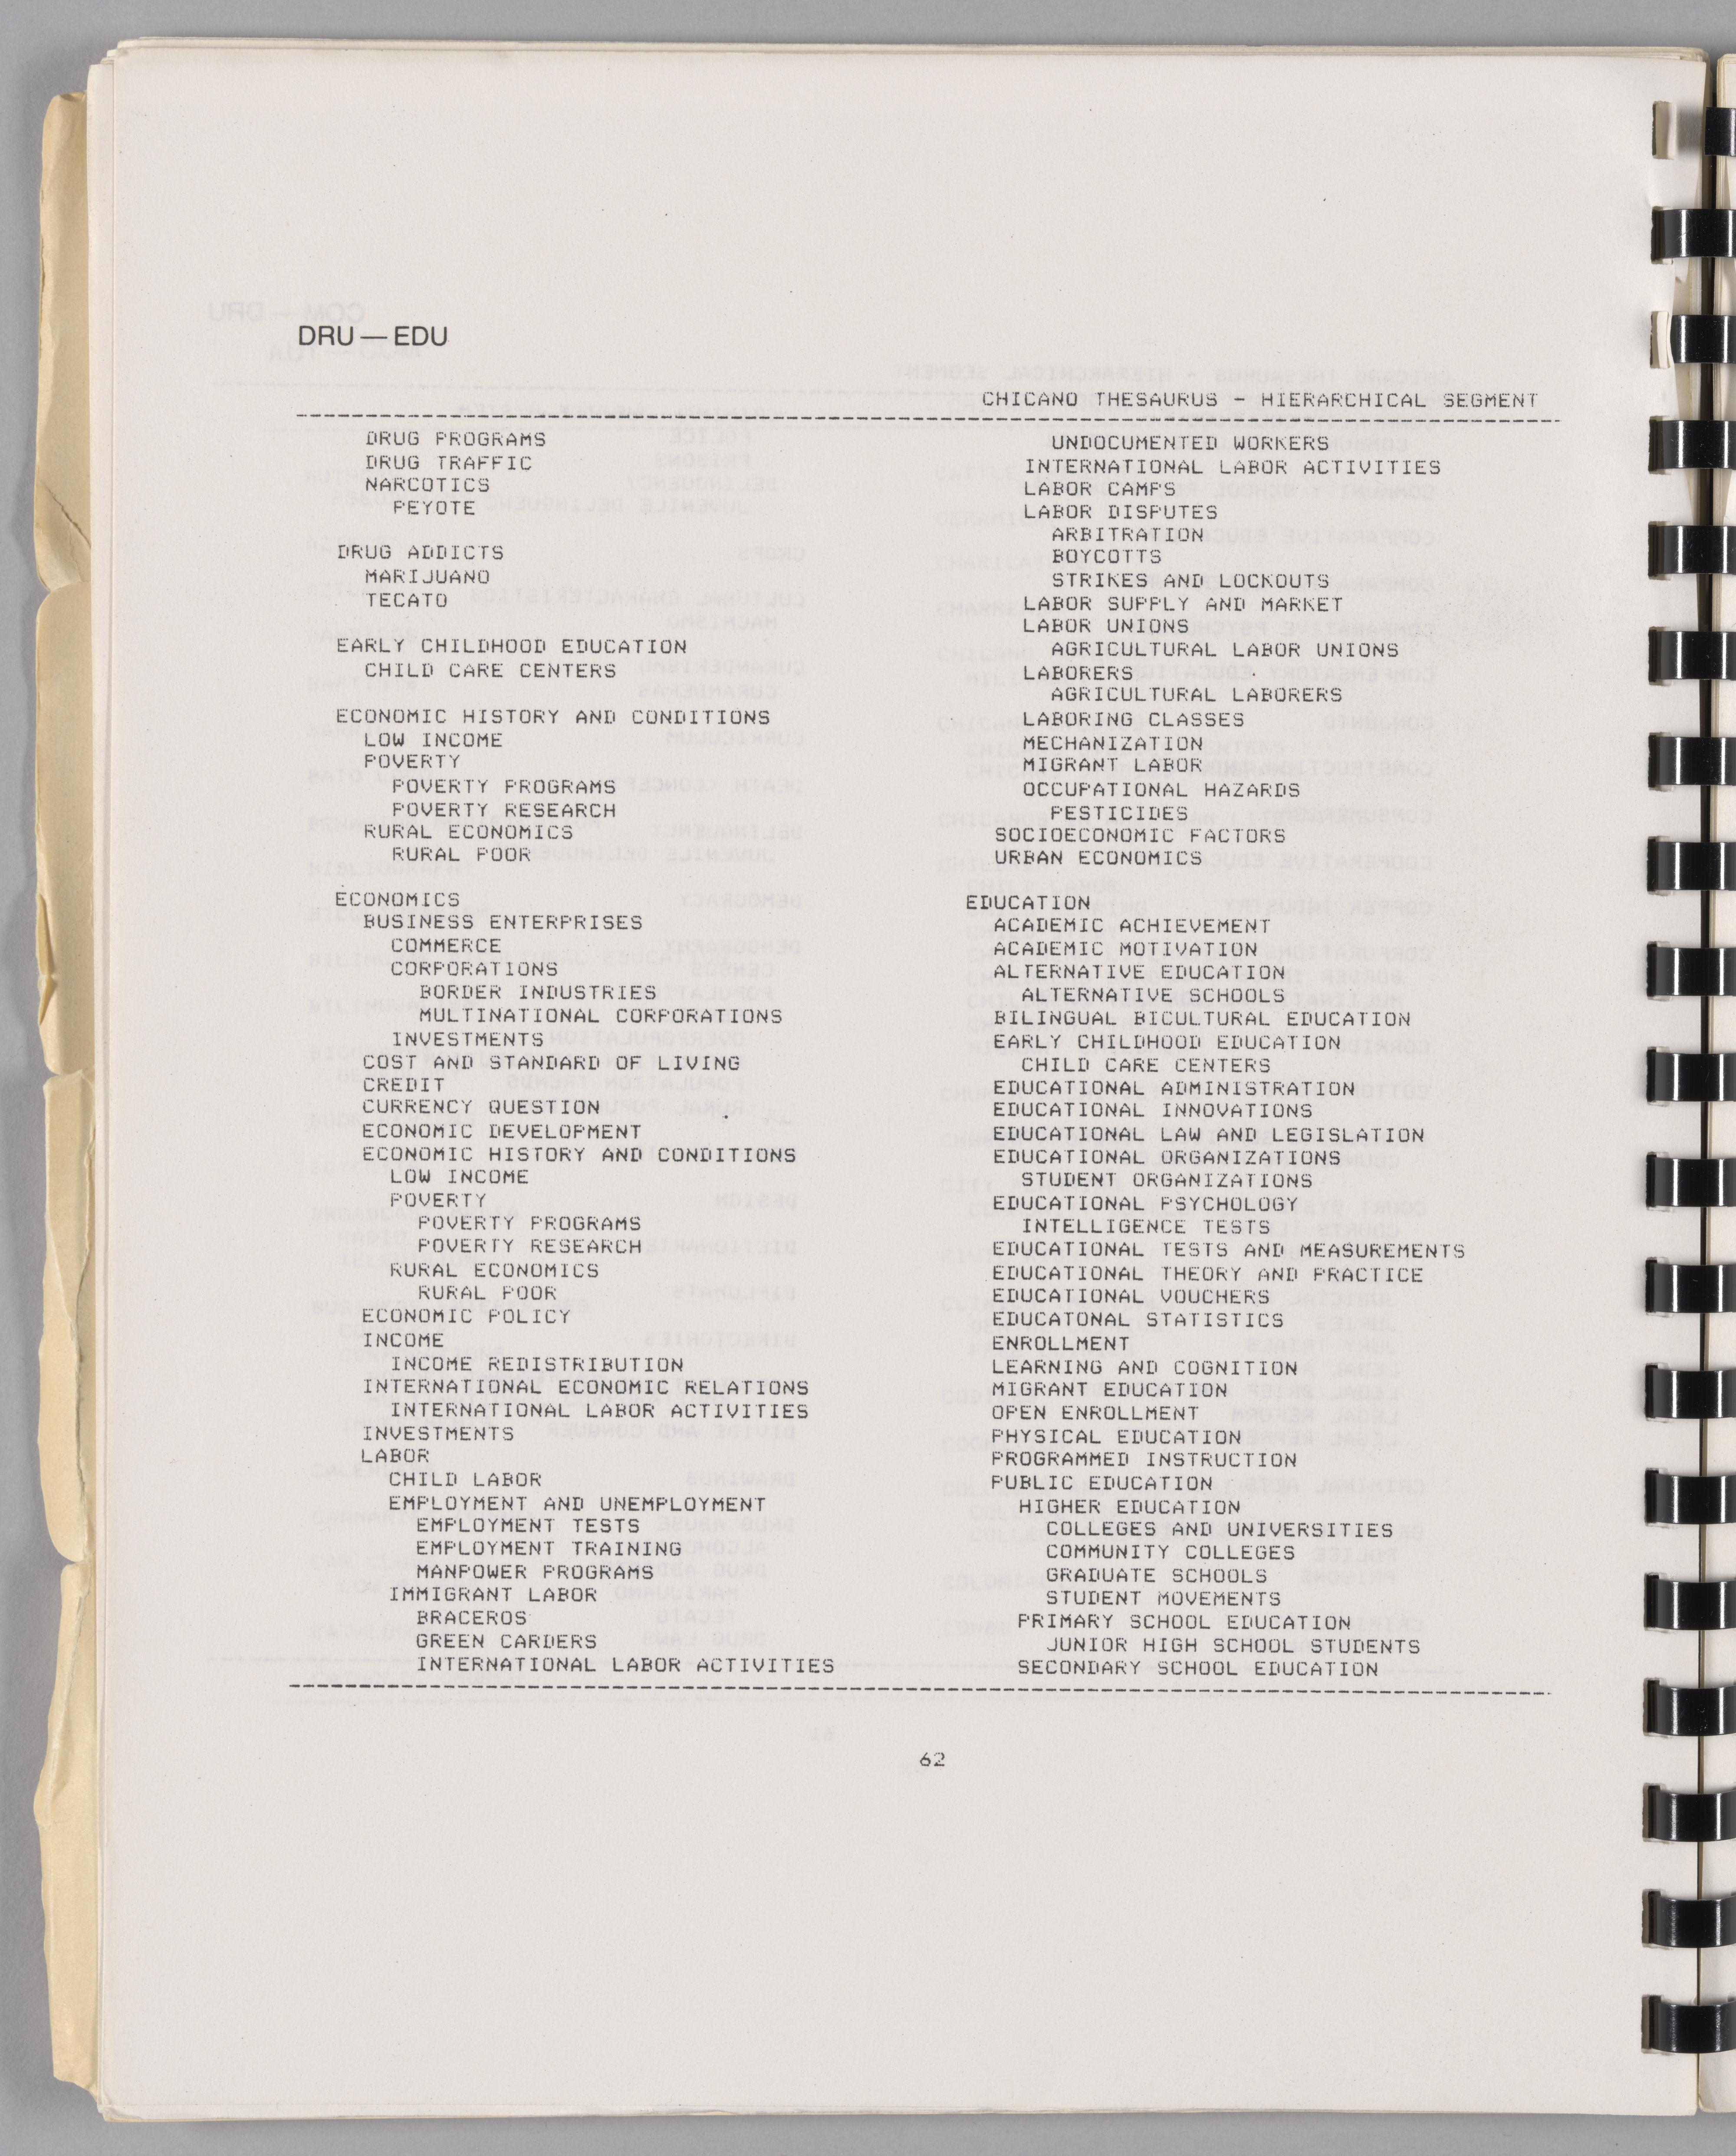 DRU — EDU
CHICANO THESAURUS - HIERARCHICAL SEGMENT
DRUG PROGRAMS
DRUG TRAFFIC
NARCOTICS
PEYOTE
DRUG ADDICTS
MARIJUANO
TECATO
EARLY CHILDHOOD EDUCATION
CHILD CARE CENTERS
ECONOMIC HISTORY AND CONDITIONS
LOW INCOME
POVERTY
POVERTY PROGRAMS
POVERTY RESEARCH
RURAL ECONOMICS
RURAL POOR
ECONOMICS
BUSINESS ENTERPRISES
COMMERCE
CORPORATIONS
BORDER INDUSTRIES
MULTINATIONAL CORPORATIONS
INVESTMENTS
COST AND STANDARD OF LIVING
CREDIT
CURRENCY QUESTION
ECONOMIC DEVELOPMENT
ECONOMIC HISTORY AND CONDITIONS
LOW INCOME
POVERTY
POVERTY PROGRAMS
POVERTY RESEARCH
RURAL ECONOMICS
RURAL POOR
ECONOMIC POLICY
INCOME
INCOME REDISTRIBUTION
INTERNATIONAL ECONOMIC RELATIONS
INTERNATIONAL LABOR ACTIVITIES
INVESTMENTS
LABOR
CHILD LABOR
EMPLOYMENT AND UNEMPLOYMENT
EMPLOYMENT TESTS
EMPLOYMENT TRAINING
MANPOWER PROGRAMS
IMMIGRANT LABOR
BRACEROS
GREEN CARDERS
INTERNATIONAL LABOR ACTIVITIES
UNDOCUMENTED WORKERS
INTERNATIONAL LABOR ACTIVITIES
LABOR CAMPS
LABOR DISPUTES
ARBITRATION
BOYCOTTS
STRIKES AND LOCKOUTS
LABOR SUPPLY AND MARKET
LABOR UNIONS
AGRICULTURAL LABOR UNIONS
LABORERS
AGRICULTURAL LABORERS
LABORING CLASSES
MECHANIZATION
MIGRANT LABOR
OCCUPATIONAL HAZARDS
PESTICIDES
SOCIOECONOMIC FACTORS
URBAN ECONOMICS
EDUCATION
ACADEMIC ACHIEVEMENT
ACADEMIC MOTIVATION
ALTERNATIVE EDUCATION
ALTERNATIVE SCHOOLS
BILINGUAL BICULTURAL EDUCATION
EARLY CHILDHOOD EDUCATION
CHILD CARE CENTERS
EDUCATIONAL ADMINISTRATION
EDUCATIONAL INNOVATIONS
EDUCATIONAL LAW AND LEGISLATION
EDUCATIONAL ORGANIZATIONS
STUDENT ORGANIZATIONS
EDUCATIONAL PSYCHOLOGY
INTELLIGENCE TESTS
EDUCATIONAL TESTS AND MEASUREMENTS
EDUCATIONAL THEORY AND PRACTICE
EDUCATIONAL VOUCHERS
EDUCATONAL STATISTICS
ENROLLMENT
LEARNING AND COGNITION
MIGRANT EDUCATION
OPEN ENROLLMENT
PHYSICAL EDUCATION
PROGRAMMED INSTRUCTION
PUBLIC EDUCATION
HIGHER EDUCATION
COLLEGES AND UNIVERSITIES
COMMUNITY COLLEGES
GRADUATE SCHOOLS
STUDENT MOVEMENTS
PRIMARY SCHOOL EDUCATION
JUNIOR HIGH SCHOOL STUDENTS
SECONDARY SCHOOL EDUCATION
62